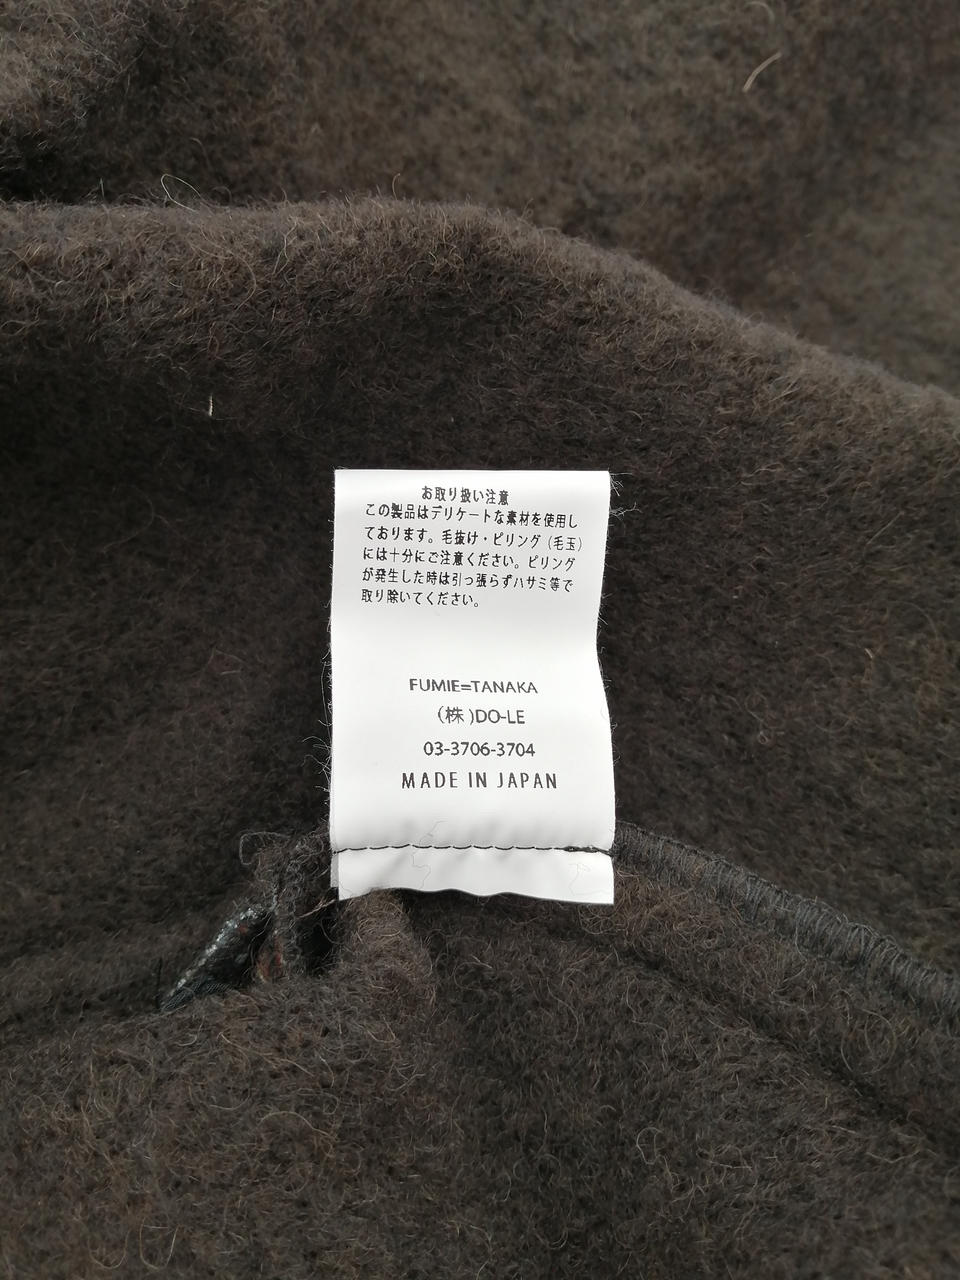 お取り扱い注意
この製品はデリケートな素材を使用し
ております。毛抜け・ピリング（毛玉）
には十分にご注意ください。ピリング
が発生した時は引っ張らずハサミ等で
取り除いてください。
FUMIE=TANAKA
(株)DO-LE
03-3706-3704
MADE IN JAPAN